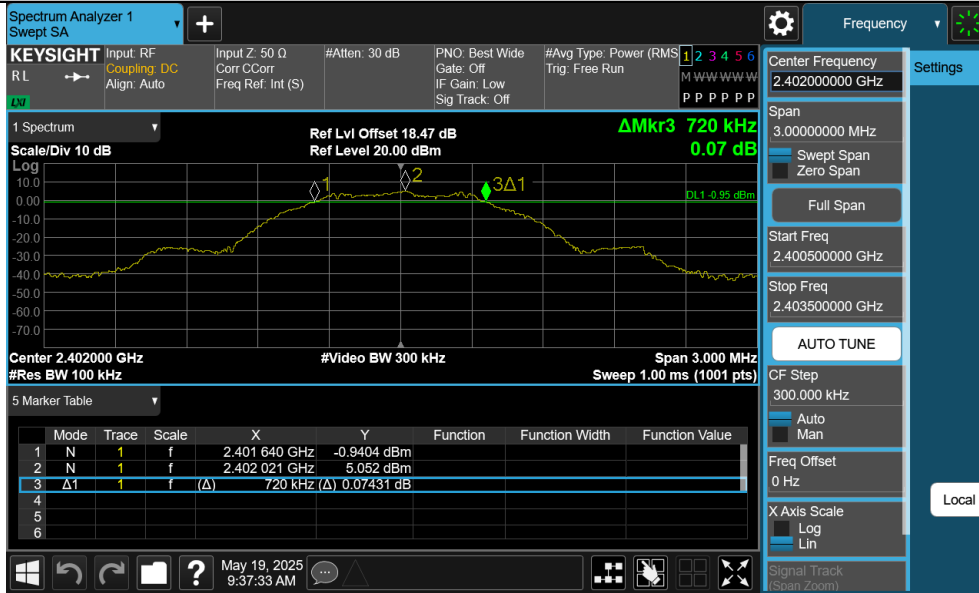 Spectrum Analyzer 1
Swept SA
+
Frequency
KEYSIGHT
RL
LXI
Input: RF
Coupling: DC
Align: Auto
Input Z: 50 Ω
Corr CCorr
Freq Ref: Int (S)
#Atten: 30 dB
PNO: Best Wide
Gate: Off
IF Gain: Low
Sig Track: Off
#Avg Type: Power (RMS
Trig: Free Run
1 2 3 4 5 6
M W W W W W
P P P P P P
1 Spectrum
Scale/Div 10 dB
Ref Lvl Offset 18.47 dB
Ref Level 20.00 dBm
ΔMkr3 720 kHz
0.07 dB
Log
10.0
0.00
-10.0
-20.0
-30.0
-40.0
-50.0
-60.0
-70.0
1
2
3Δ1
DL1 -0.95 dBm
Center 2.402000 GHz
#Video BW 300 kHz
Span 3.000 MHz
#Res BW 100 kHz
Sweep 1.00 ms (1001 pts)
5 Marker Table
Mode Trace Scale X Y Function Function Width Function Value
1 N 1 f 2.401 640 GHz -0.9404 dBm
2 N 1 f 2.402 021 GHz 5.052 dBm
3 Δ1 1 f (Δ) 720 kHz (Δ) 0.07431 dB
4
5
6
?
May 19, 2025
9:37:33 AM
Center Frequency
2.402000000 GHz
Span
3.00000000 MHz
Swept Span
Zero Span
Full Span
Start Freq
2.400500000 GHz
Stop Freq
2.403500000 GHz
AUTO TUNE
CF Step
300.000 kHz
Auto
Man
Freq Offset
0 Hz
X Axis Scale
Log
Lin
Signal Track
(Span Zoom)
Settings
Local